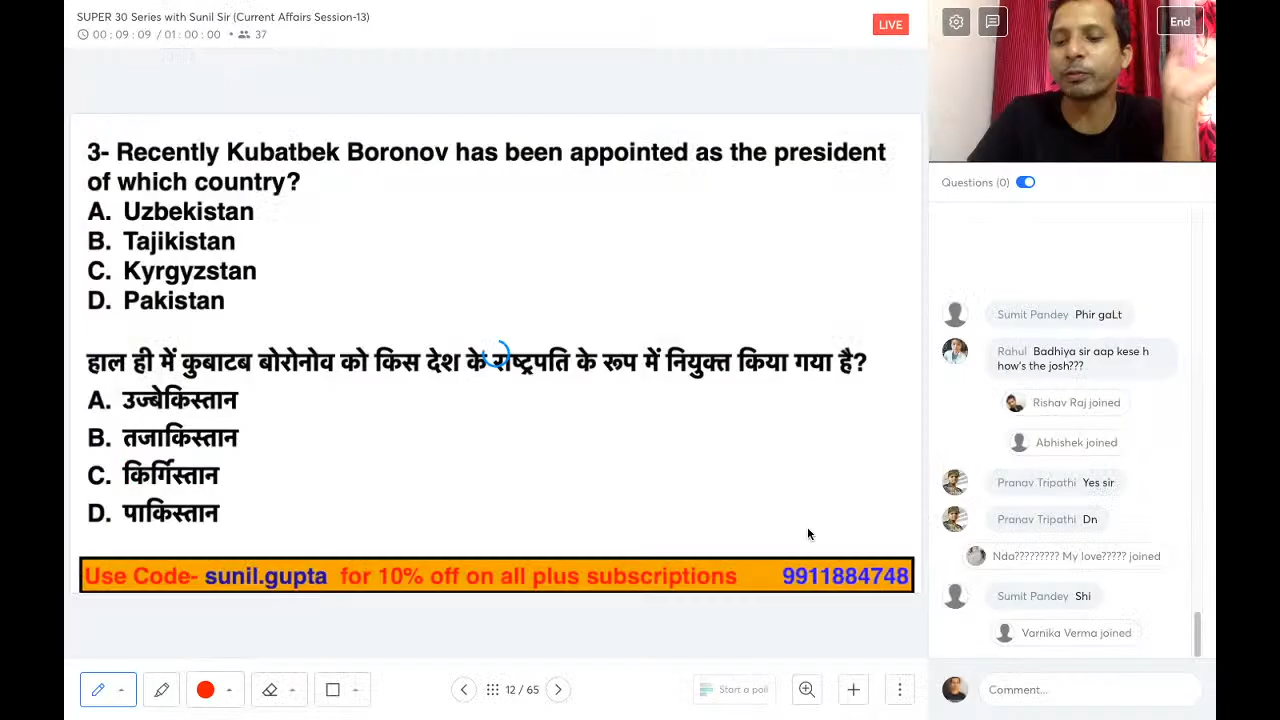 SUPER 30 Series with Sunil Sir (Current Affairs Session-13)
00 : 09 : 09 / 01 : 00 : 00 • 37
LIVE
End
3- Recently Kubatbek Boronov has been appointed as the president
of which country?
A. Uzbekistan
B. Tajikistan
C. Kyrgyzstan
D. Pakistan
हाल ही में कुबाटब बोरोनोव को किस देश के राष्ट्रपति के रूप में नियुक्त किया गया है?
A. उज्बेकिस्तान
B. तजाकिस्तान
C. किर्गिस्तान
D. पाकिस्तान
Use Code- sunil.gupta for 10% off on all plus subscriptions 9911884748
12 / 65
Start a poll
Questions (0)
Sumit Pandey Phir gaLt
Rahul Badhiya sir aap kese h
how's the josh???
Rishav Raj joined
Abhishek joined
Pranav Tripathi Yes sir
Pranav Tripathi Dn
Nda????????? My love????? joined
Sumit Pandey Shi
Varnika Verma joined
Comment...